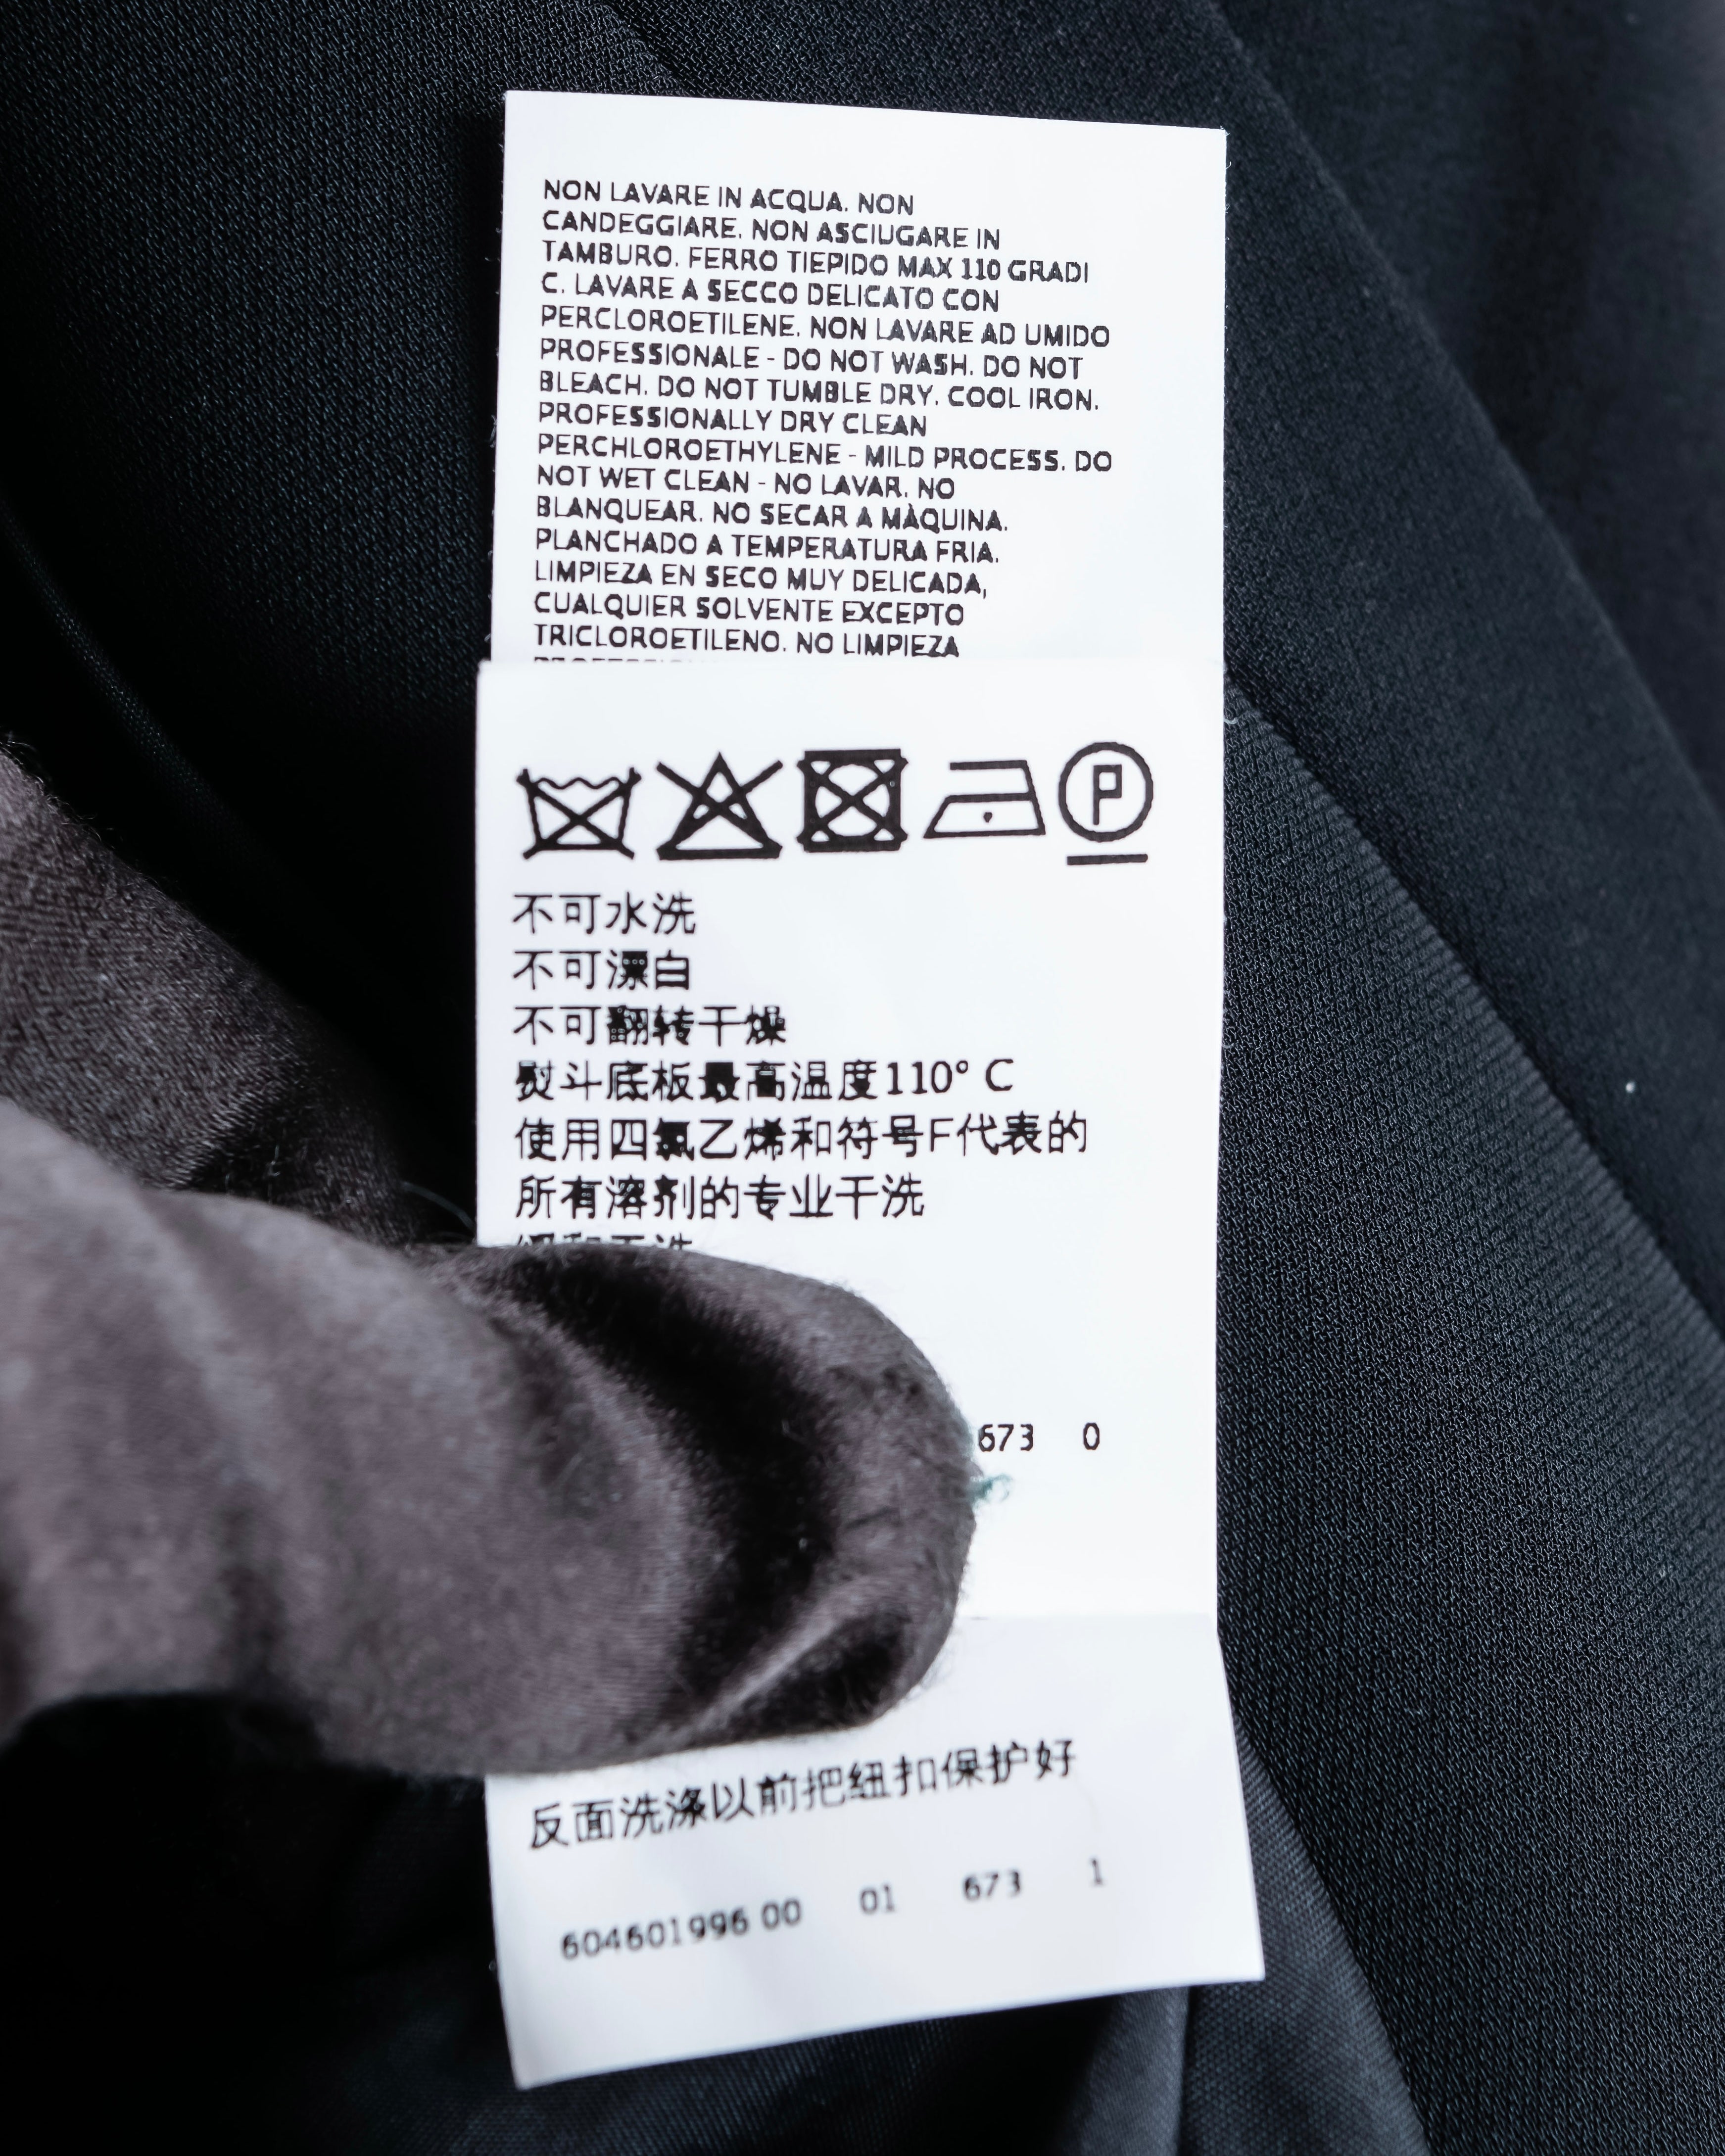 NON LAVARE IN ACQUA. NON
CANDEGGIARE. NON ASCIUGARE IN
TAMBURO. FERRO TIEPIDO MAX 110 GRADI
C. LAVARE A SECCO DELICATO CON
PERCLOROETILENE. NON LAVARE AD UMIDO
PROFESSIONALE - DO NOT WASH. DO NOT
BLEACH. DO NOT TUMBLE DRY. COOL IRON.
PROFESSIONALLY DRY CLEAN
PERCHLOROETHYLENE - MILD PROCESS. DO
NOT WET CLEAN - NO LAVAR. NO
BLANQUEAR. NO SECAR A MÀQUINA.
PLANCHADO A TEMPERATURA FRIA.
LIMPIEZA EN SECO MUY DELICADA,
CUALQUIER SOLVENTE EXCEPTO
TRICLOROETILENO. NO LIMPIEZA
P
不可水洗
不可漂白
不可翻转干燥
熨斗底板最高温度110° C
使用四氯乙烯和符号F代表的
所有溶剂的专业干洗
673 0
反面洗涤以前把纽扣保护好
604601996 00 01 673 1